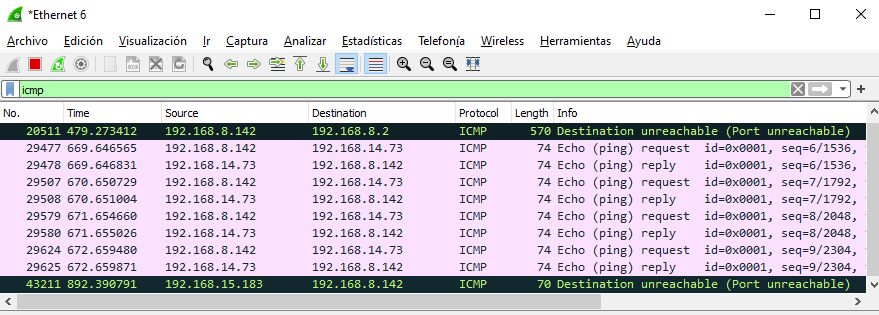 *Ethernet 6
Archivo Edición Visualización Ir Captura Analizar Estadísticas Telefonía Wireless Herramientas Ayuda
icmp
No. Time Source Destination Protocol Length Info
20511 479.273412 192.168.8.142 192.168.8.2 ICMP 570 Destination unreachable (Port unreachable)
29477 669.646565 192.168.8.142 192.168.14.73 ICMP 74 Echo (ping) request id=0x0001, seq=6/1536,
29478 669.646831 192.168.14.73 192.168.8.142 ICMP 74 Echo (ping) reply id=0x0001, seq=6/1536,
29507 670.650729 192.168.8.142 192.168.14.73 ICMP 74 Echo (ping) request id=0x0001, seq=7/1792,
29508 670.651004 192.168.14.73 192.168.8.142 ICMP 74 Echo (ping) reply id=0x0001, seq=7/1792,
29579 671.654660 192.168.8.142 192.168.14.73 ICMP 74 Echo (ping) request id=0x0001, seq=8/2048,
29580 671.655026 192.168.14.73 192.168.8.142 ICMP 74 Echo (ping) reply id=0x0001, seq=8/2048,
29624 672.659480 192.168.8.142 192.168.14.73 ICMP 74 Echo (ping) request id=0x0001, seq=9/2304,
29625 672.659871 192.168.14.73 192.168.8.142 ICMP 74 Echo (ping) reply id=0x0001, seq=9/2304,
43211 892.390791 192.168.15.183 192.168.8.142 ICMP 70 Destination unreachable (Port unreachable)